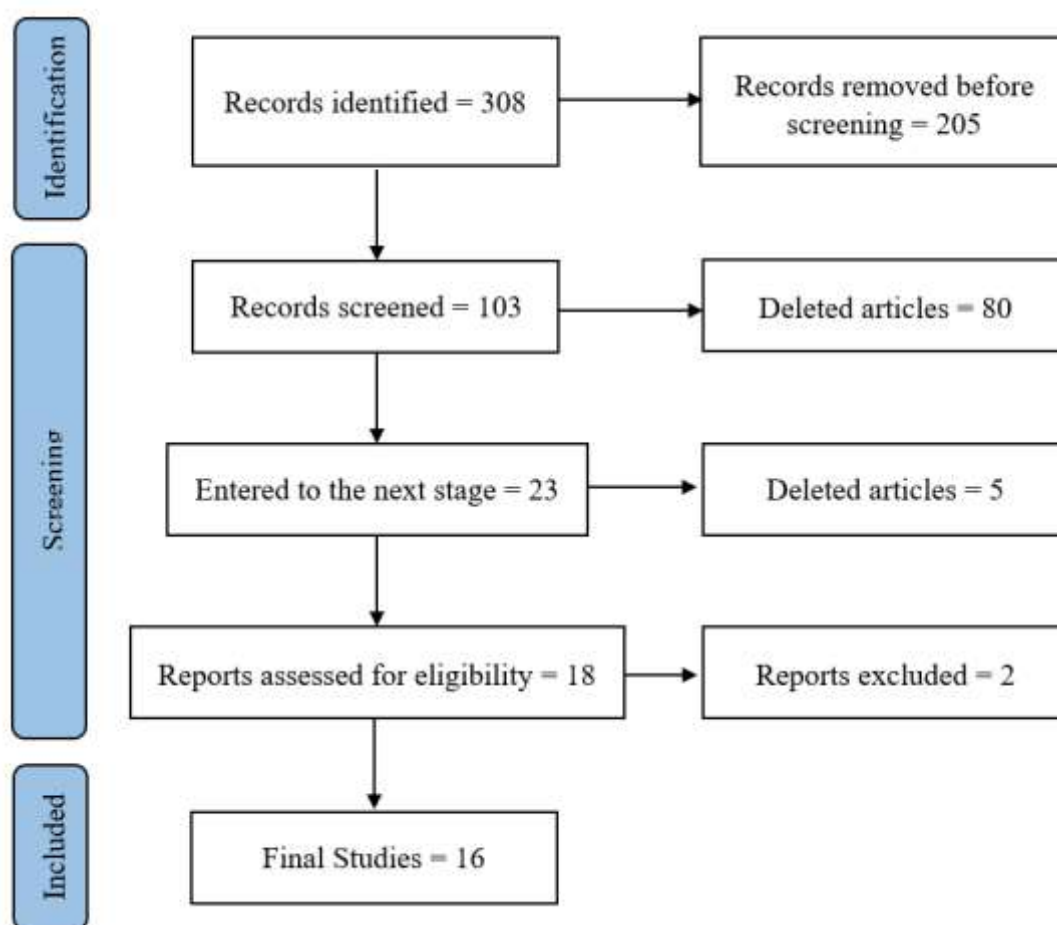 Identification
Records identified = 308
Records removed before
screening = 205
Screening
Records screened = 103
Deleted articles = 80
Entered to the next stage = 23
Deleted articles = 5
Reports assessed for eligibility = 18
Reports excluded = 2
Included
Final Studies = 16